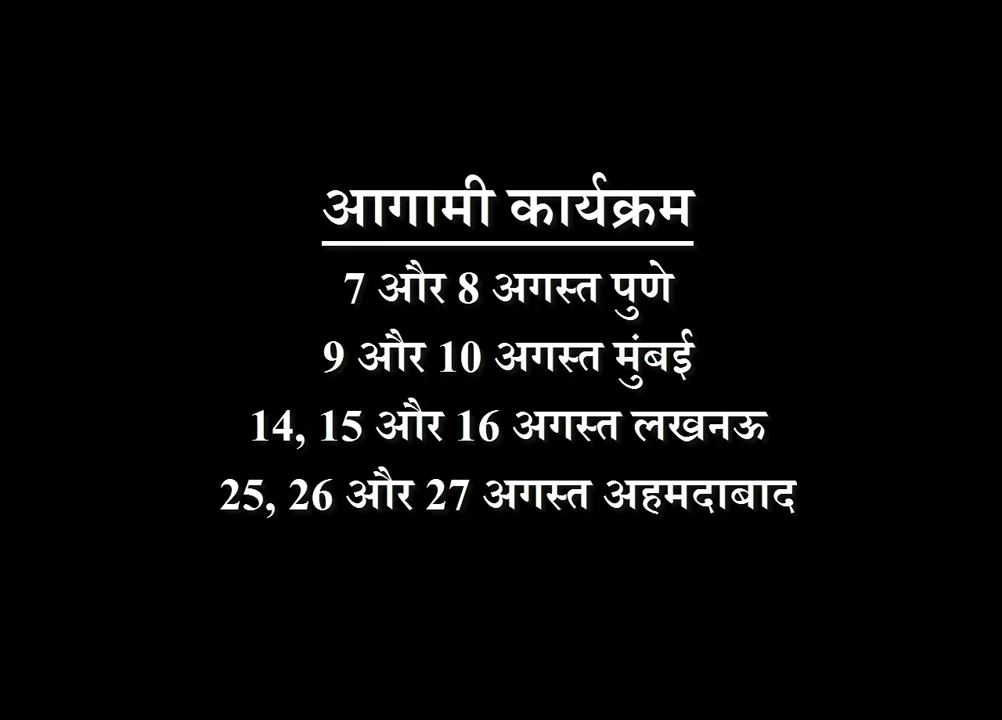 आगामी कार्यक्रम
7 और 8 अगस्त पुणे
9 और 10 अगस्त मुंबई
14, 15 और 16 अगस्त लखनऊ
25, 26 और 27 अगस्त अहमदाबाद